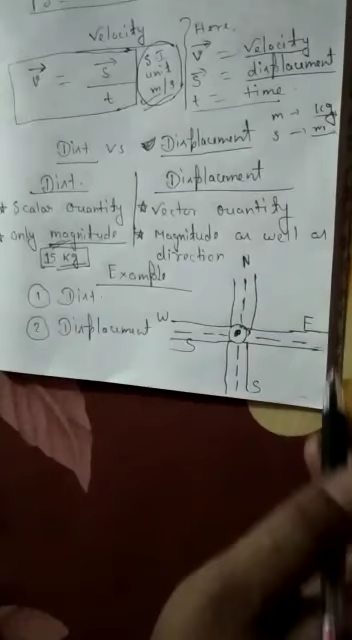 Velocity
Here,
v⃗ = s⃗/t
SI unit m/s
v⃗ = velocity
s⃗ = displacement
t = time.
m → kg
s → m
Dist vs Displacement
Dist.
Displacement
* Scalar quantity
* Vector quantity
* only magnitude
* Magnitude as well as direction
15 kg
Example
① Dist.
② Displacement
N
W
E
S
S